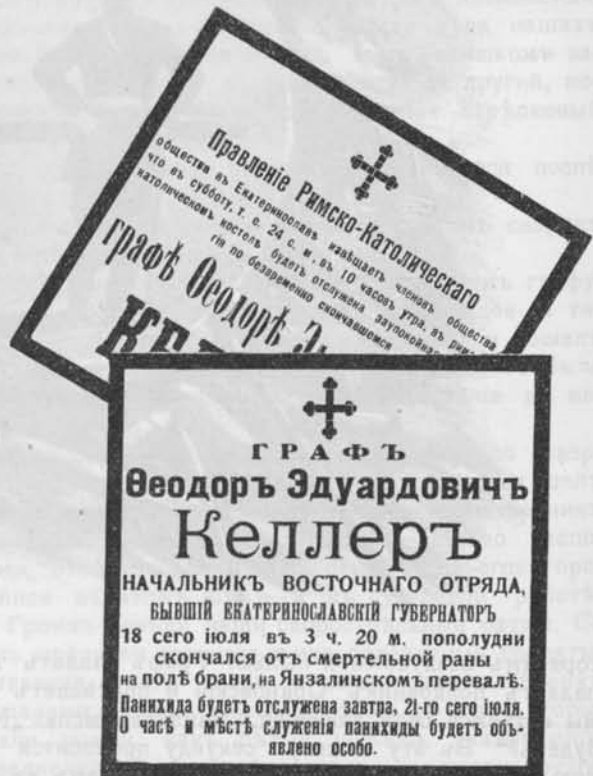 Правленіе Римско-Католическаго
общества въ Екатеринославѣ извѣщаетъ членовъ общества
что въ субботу, т. е. 24 с. м., въ 10 часовъ утра, въ
католическомъ костелѣ будетъ отслужена заупокойная
по безвременно скончавшемся
графѣ Ѳеодорѣ
ГРАФЪ
Ѳеодоръ Эдуардовичъ
Келлеръ
НАЧАЛЬНИКЪ ВОСТОЧНАГО ОТРЯДА,
БЫВШІЙ ЕКАТЕРИНОСЛАВСКІЙ ГУБЕРНАТОРЪ
18 сего іюля въ 3 ч. 20 м. пополудни
скончался отъ смертельной раны
на полѣ брани, на Янзалинскомъ перевалѣ.
Панихида будетъ отслужена завтра, 21-го сего іюля.
О часѣ и мѣстѣ служенія панихиды будетъ объ-
явлено особо.